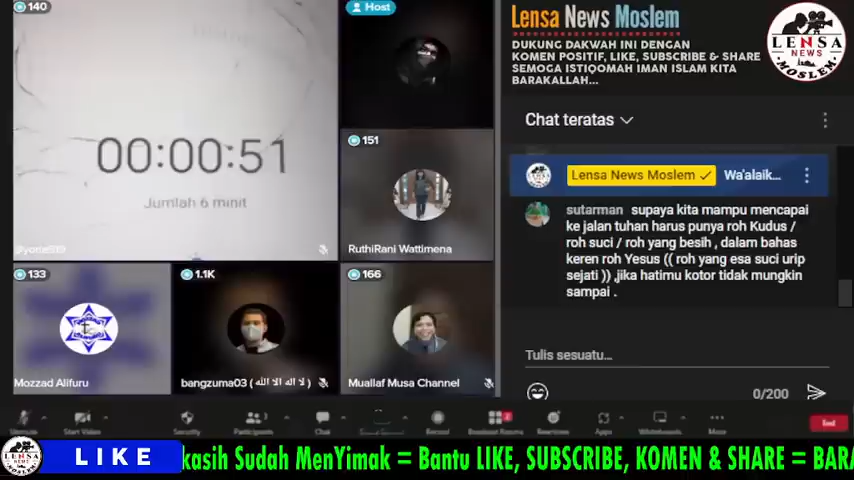 140
00:00:51
Jumlah 6 minit
@yone589
Host
151
RuthiRani Wattimena
133
Mozzad Alifuru
1.1K
bangzuma03 ( لا اله الا الله )
166
Muallaf Musa Channel
Lensa News Moslem
DUKUNG DAKWAH INI DENGAN
KOMEN POSITIF, LIKE, SUBSCRIBE & SHARE
SEMOGA ISTIQOMAH IMAN ISLAM KITA
BARAKALLAH...
LENSA
NEWS
MOSLEM
Chat teratas
Lensa News Moslem Wa'alaik...
sutarman supaya kita mampu mencapai
ke jalan tuhan harus punya roh Kudus /
roh suci / roh yang besih , dalam bahas
keren roh Yesus (( roh yang esa suci urip
sejati )) ,jika hatimu kotor tidak mungkin
sampai .
Tulis sesuatu...
0/200
Start Video
Security
Participants
Chat
Record
Breakout Rooms
Reactions
Apps
Whiteboards
More
End
LIKE
kasih Sudah MenYimak = Bantu LIKE, SUBSCRIBE, KOMEN & SHARE = BARA